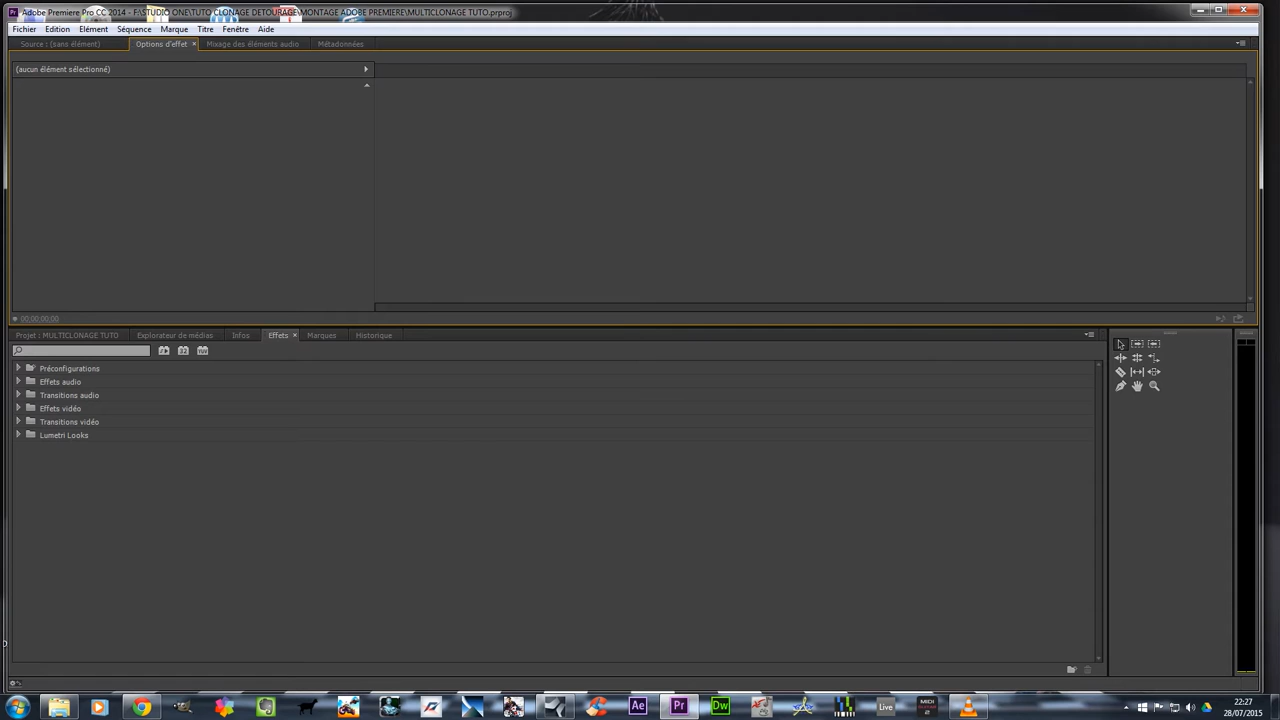 Adobe Premiere Pro CC 2014 - F:\STUDIO ONE\TUTO CLONAGE DETOURAGE\MONTAGE ADOBE PREMIERE\MULTICLONAGE TUTO.prproj
Fichier Edition Elément Séquence Marque Titre Fenêtre Aide
Source : (sans élément) Options d'effet × Mixage des éléments audio Métadonnées
(aucun élément sélectionné)
00;00;00;00
Projet : MULTICLONAGE TUTO Explorateur de médias Infos Effets × Marques Historique
Préconfigurations
Effets audio
Transitions audio
Effets vidéo
Transitions vidéo
Lumetri Looks
Ae Pr Dw Live MIDI
22:27
28/07/2015